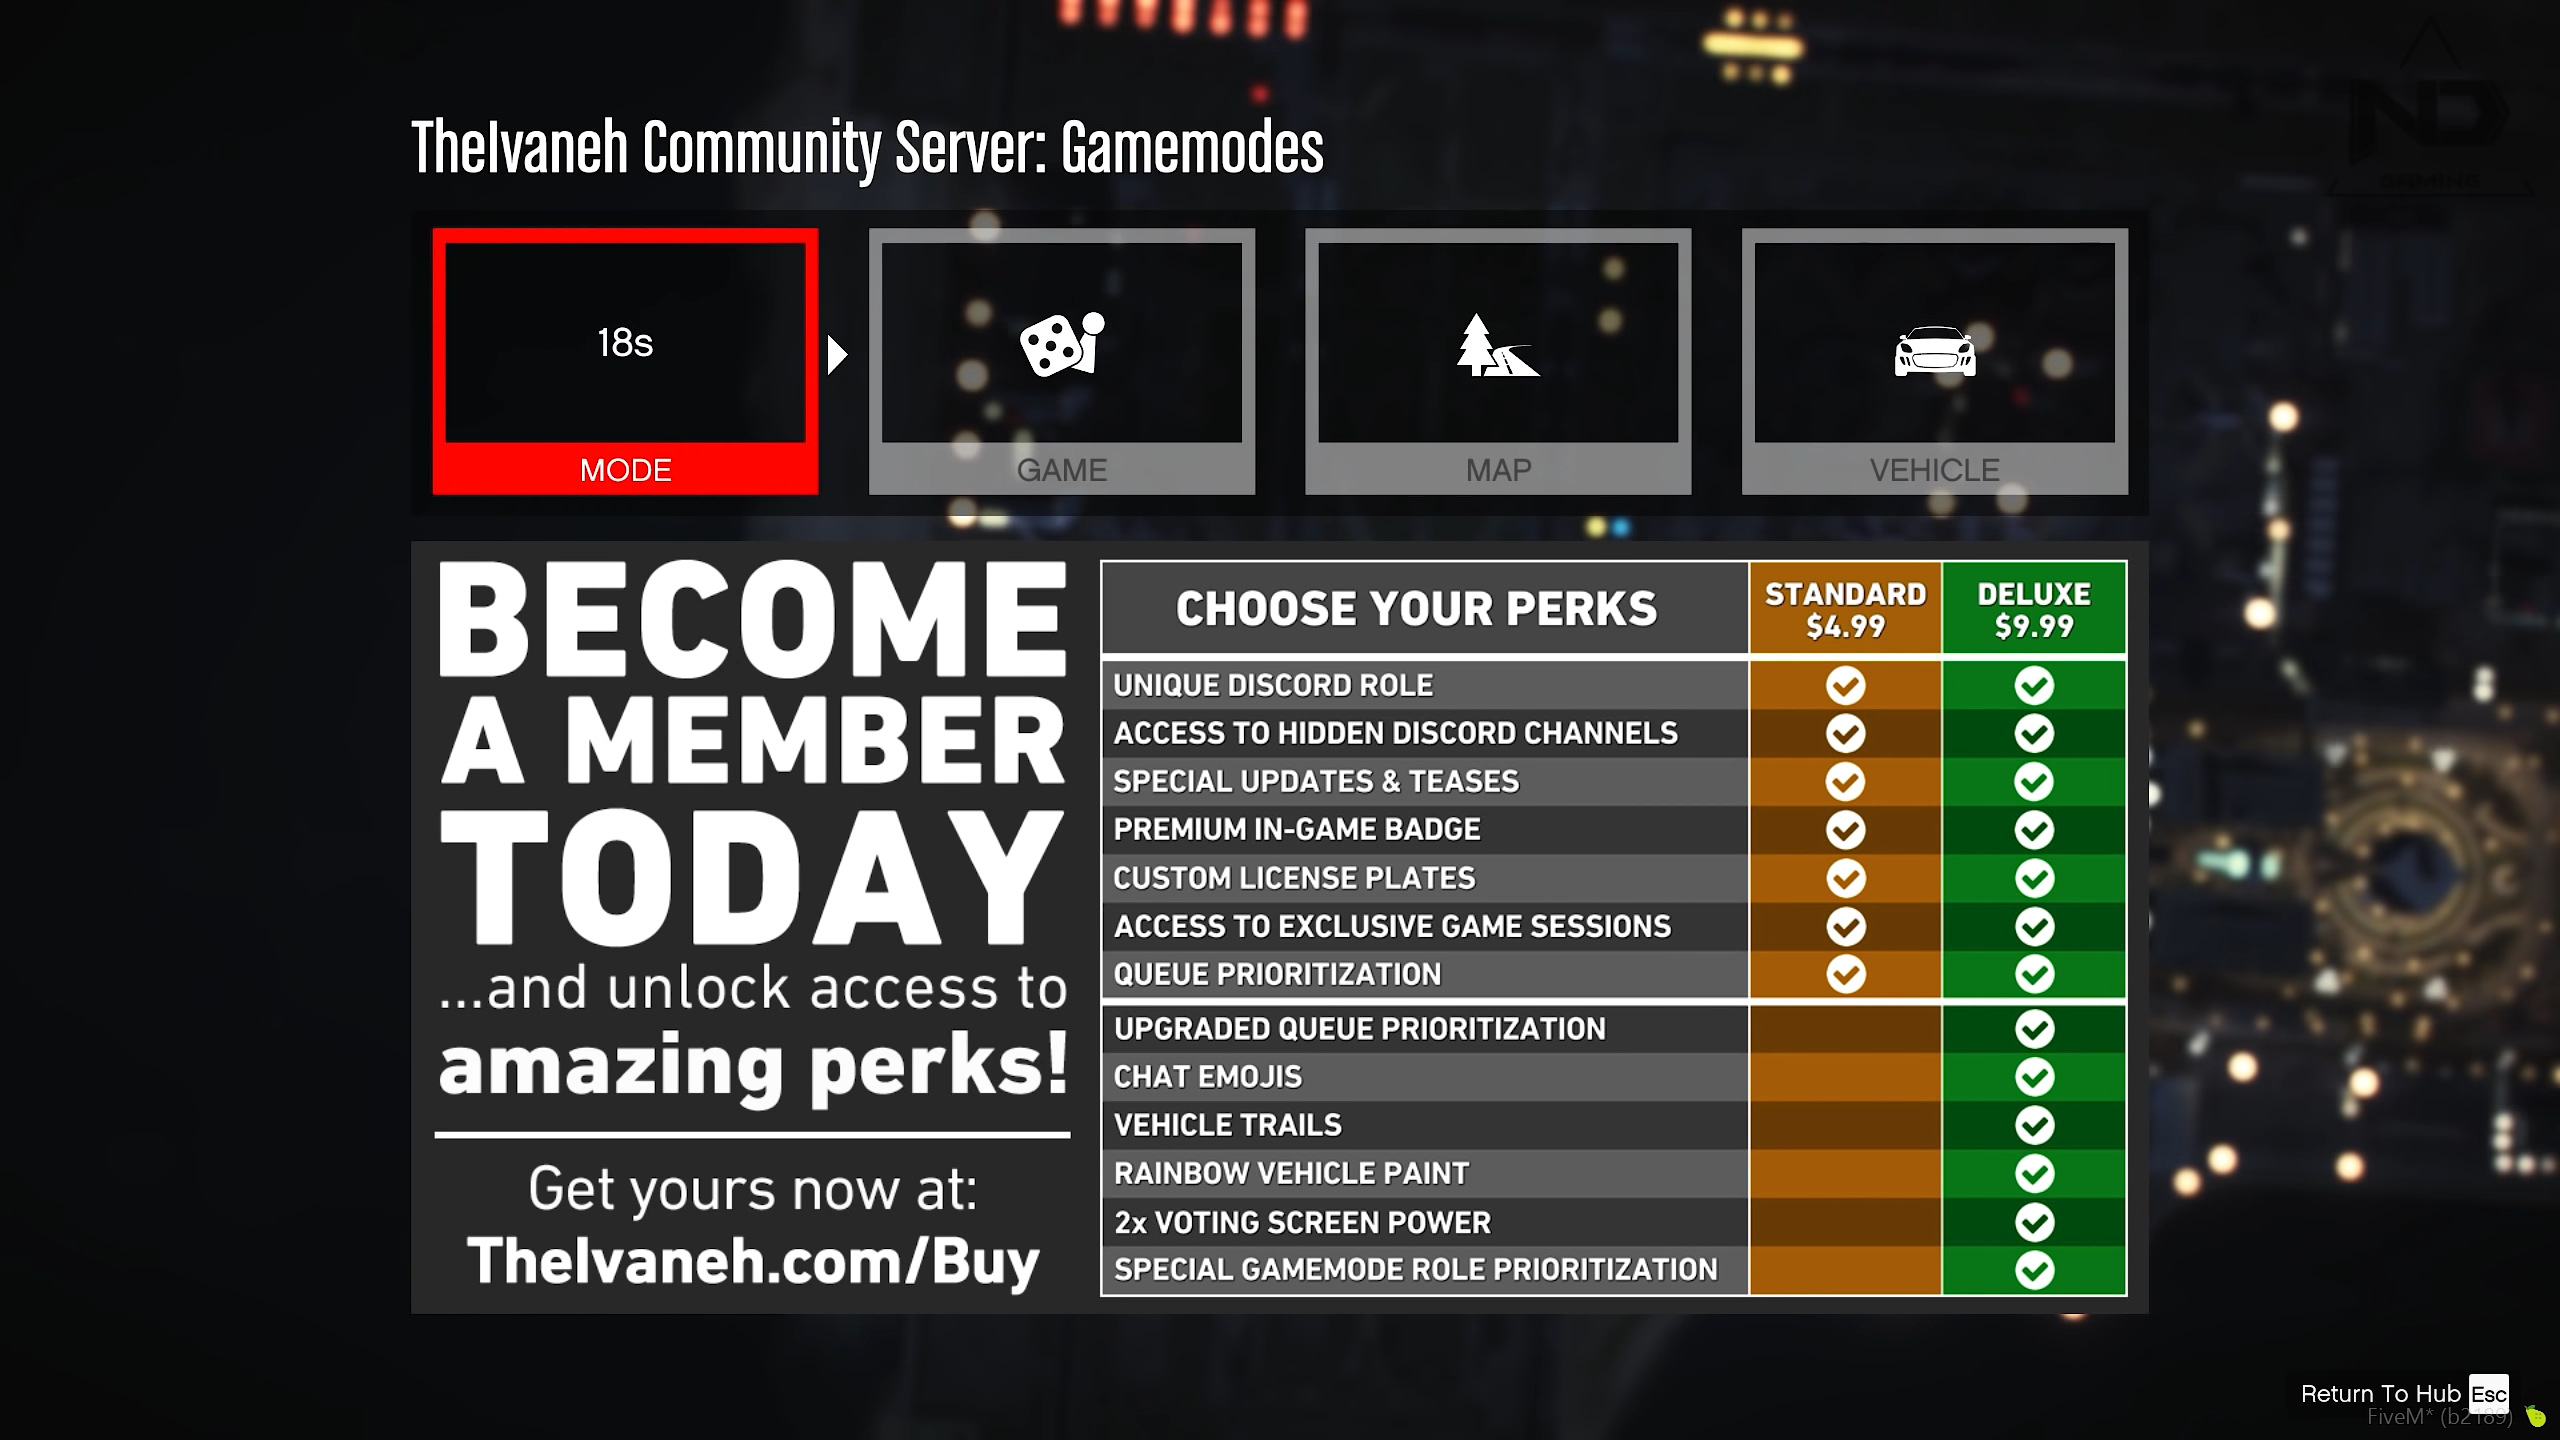 TheIvaneh Community Server: Gamemodes
18s
MODE
GAME
MAP
VEHICLE
BECOME
A MEMBER
TODAY
...and unlock access to
amazing perks!
Get yours now at:
TheIvaneh.com/Buy
CHOOSE YOUR PERKS
STANDARD
$4.99
DELUXE
$9.99
UNIQUE DISCORD ROLE
ACCESS TO HIDDEN DISCORD CHANNELS
SPECIAL UPDATES & TEASES
PREMIUM IN-GAME BADGE
CUSTOM LICENSE PLATES
ACCESS TO EXCLUSIVE GAME SESSIONS
QUEUE PRIORITIZATION
UPGRADED QUEUE PRIORITIZATION
CHAT EMOJIS
VEHICLE TRAILS
RAINBOW VEHICLE PAINT
2x VOTING SCREEN POWER
SPECIAL GAMEMODE ROLE PRIORITIZATION
ND
GAMING
Return To Hub Esc
FiveM* (b2189)